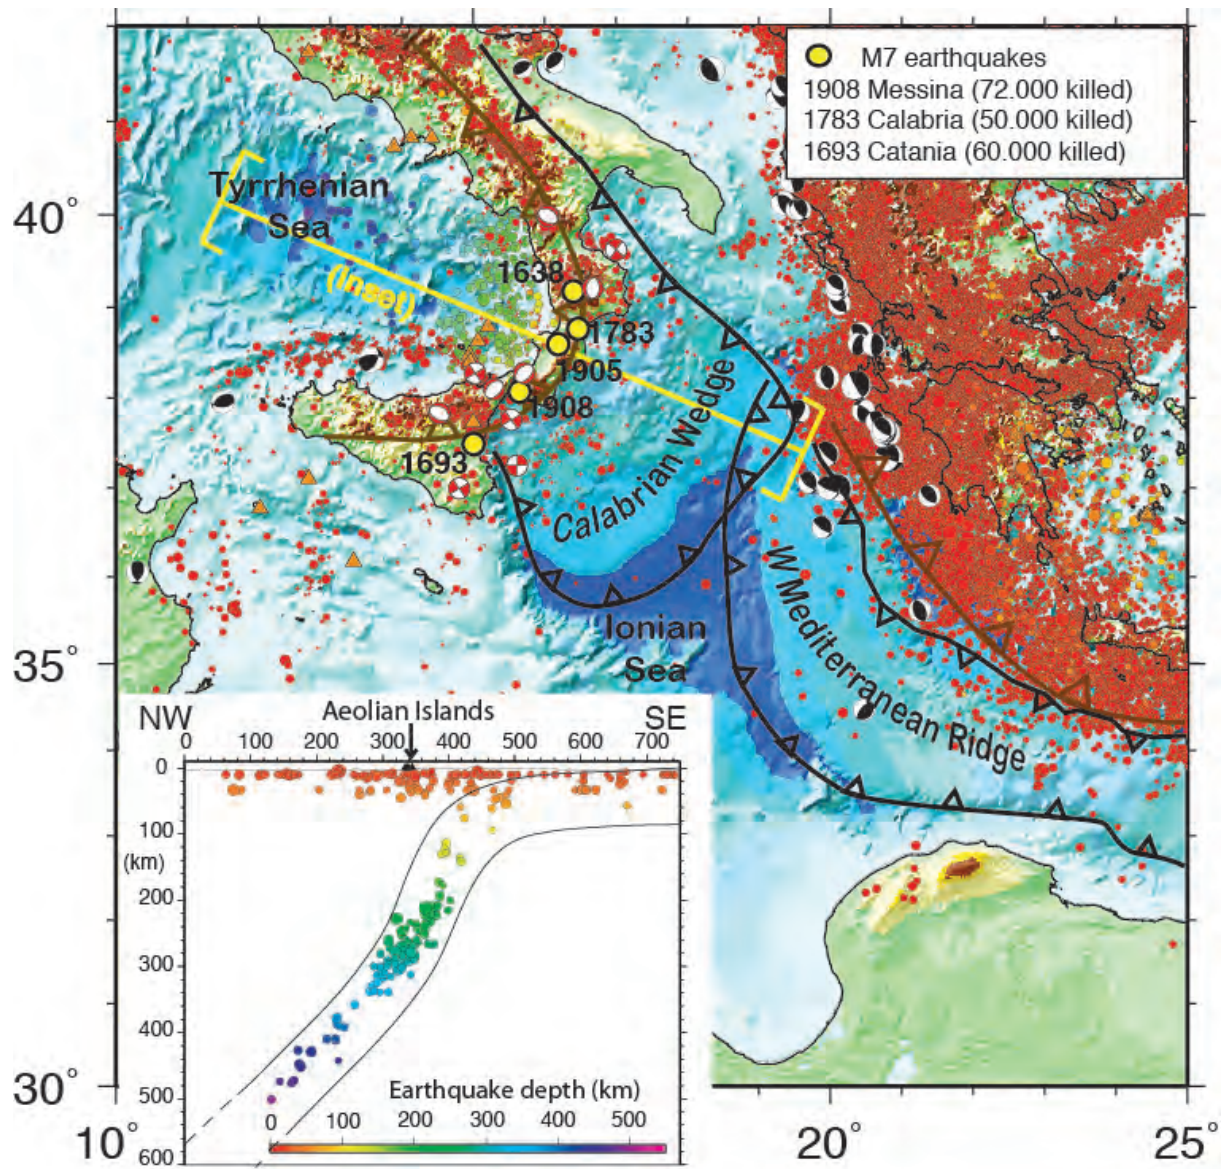 M7 earthquakes
1908 Messina (72.000 killed)
1783 Calabria (50.000 killed)
1693 Catania (60.000 killed)
40°
Tyrrhenian
Sea
(Inset)
1638
1783
1905
1908
1693
Calabrian Wedge
W Mediterranean Ridge
Ionian
Sea
35°
NW
Aeolian Islands
SE
0 100 200 300 400 500 600 700
0
100
(km)
200
300
400
500
600
Earthquake depth (km)
0 100 200 300 400 500
30°
10°
20°
25°